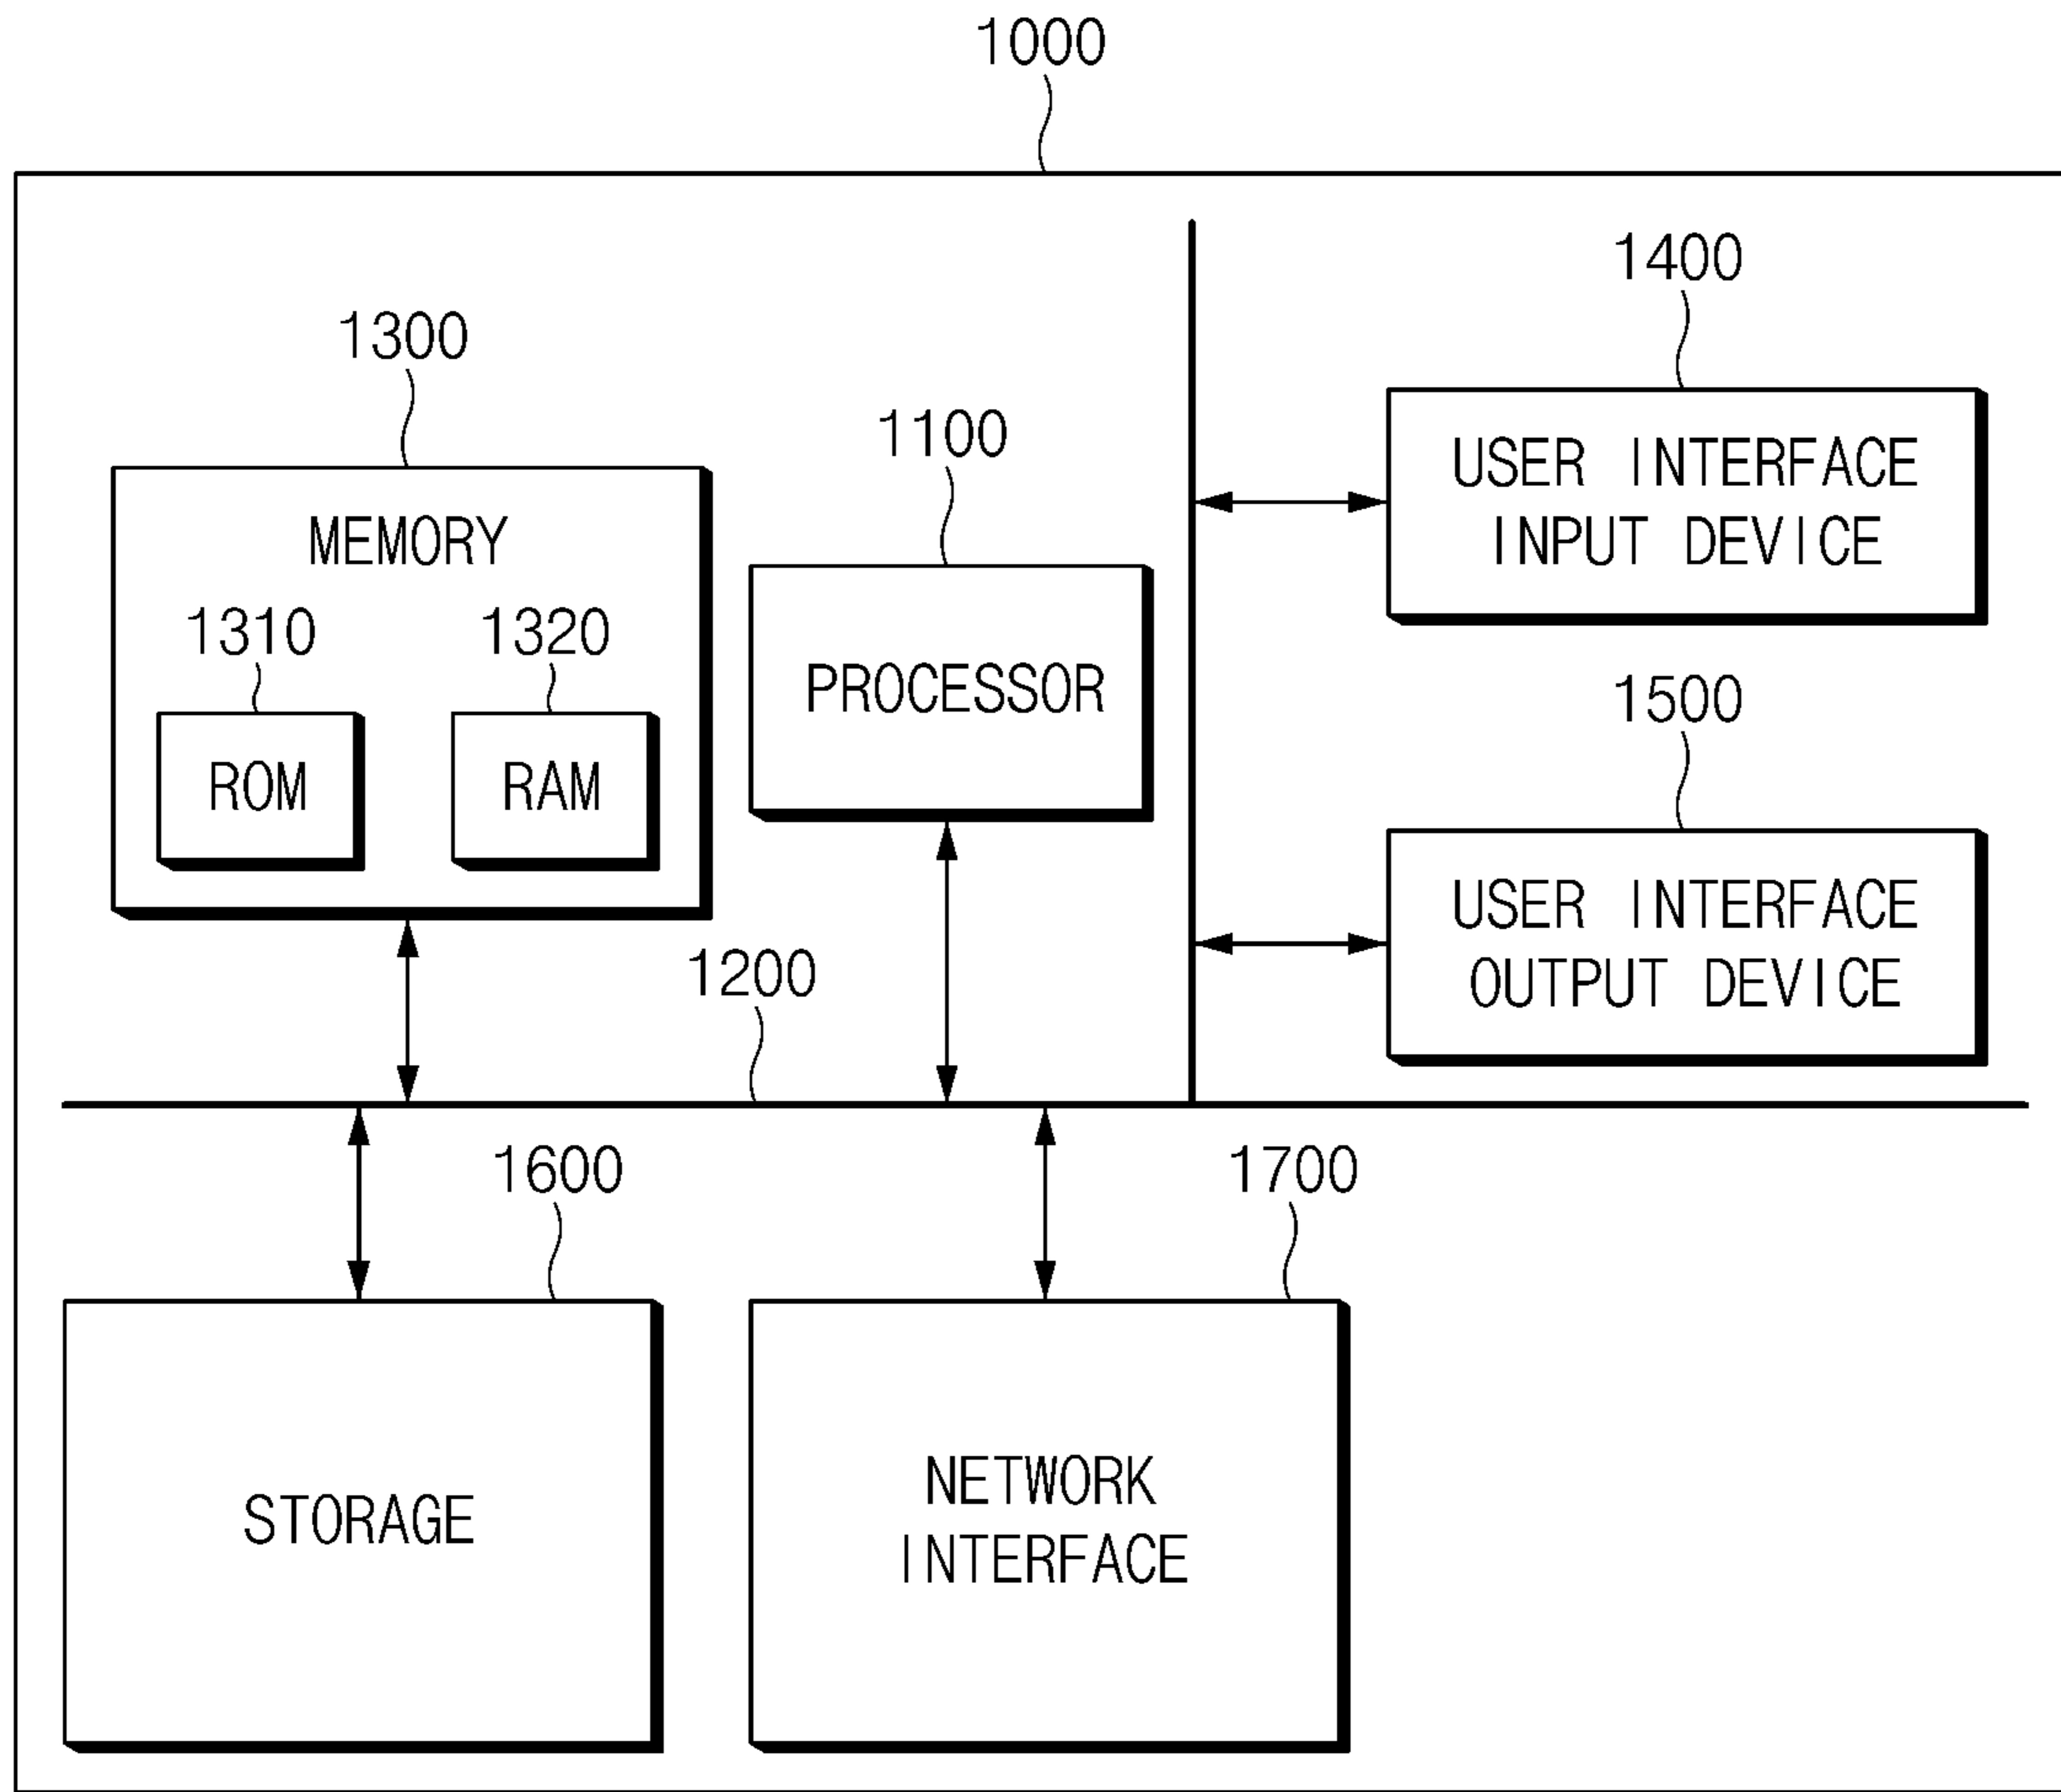 1000
1300
MEMORY
1310
ROM
1320
RAM
1100
PROCESSOR
1400
USER INTERFACE
INPUT DEVICE
1500
USER INTERFACE
OUTPUT DEVICE
1200
1600
STORAGE
1700
NETWORK
INTERFACE